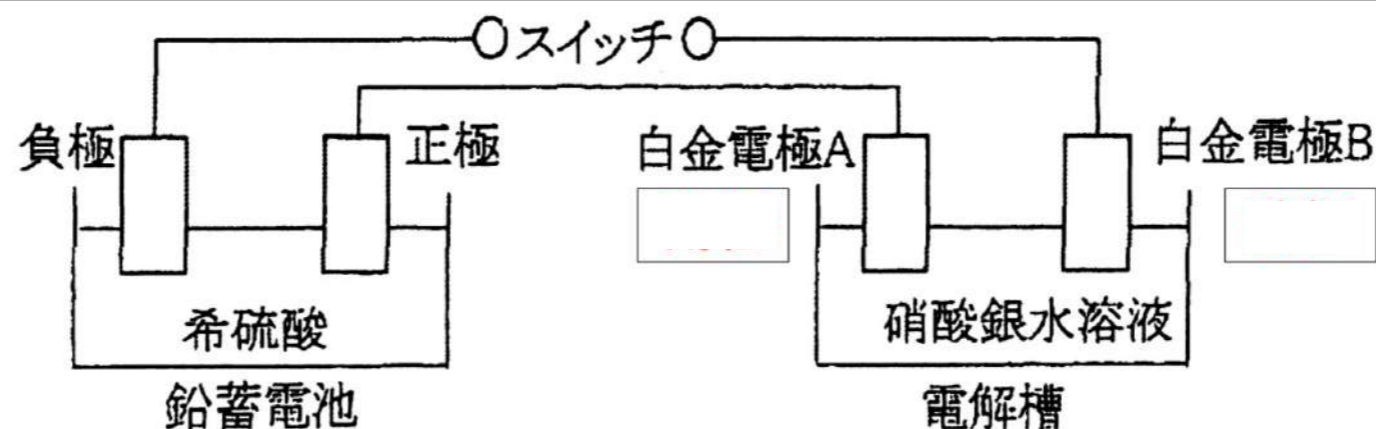 スイッチ
負極
正極
白金電極A
白金電極B
希硫酸
硝酸銀水溶液
鉛蓄電池
電解槽